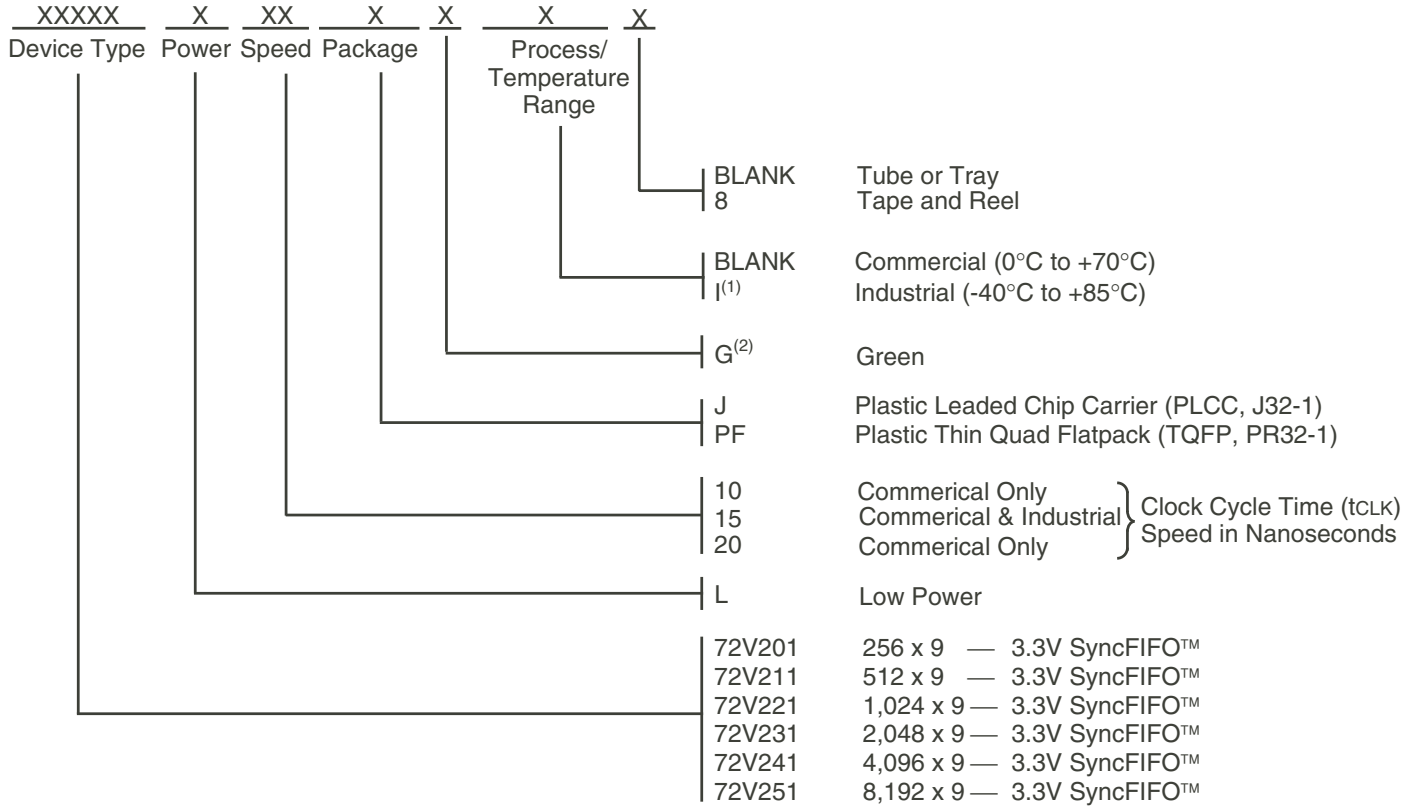 XXXXX X XX X X X X
Device Type Power Speed Package Process/
Temperature
Range
BLANK Tube or Tray
8 Tape and Reel
BLANK Commercial (0°C to +70°C)
I(1) Industrial (-40°C to +85°C)
G(2) Green
J Plastic Leaded Chip Carrier (PLCC, J32-1)
PF Plastic Thin Quad Flatpack (TQFP, PR32-1)
10 Commerical Only
15 Commerical & Industrial
20 Commerical Only
Clock Cycle Time (tCLK)
Speed in Nanoseconds
L Low Power
72V201 256 x 9 — 3.3V SyncFIFO™
72V211 512 x 9 — 3.3V SyncFIFO™
72V221 1,024 x 9 — 3.3V SyncFIFO™
72V231 2,048 x 9 — 3.3V SyncFIFO™
72V241 4,096 x 9 — 3.3V SyncFIFO™
72V251 8,192 x 9 — 3.3V SyncFIFO™